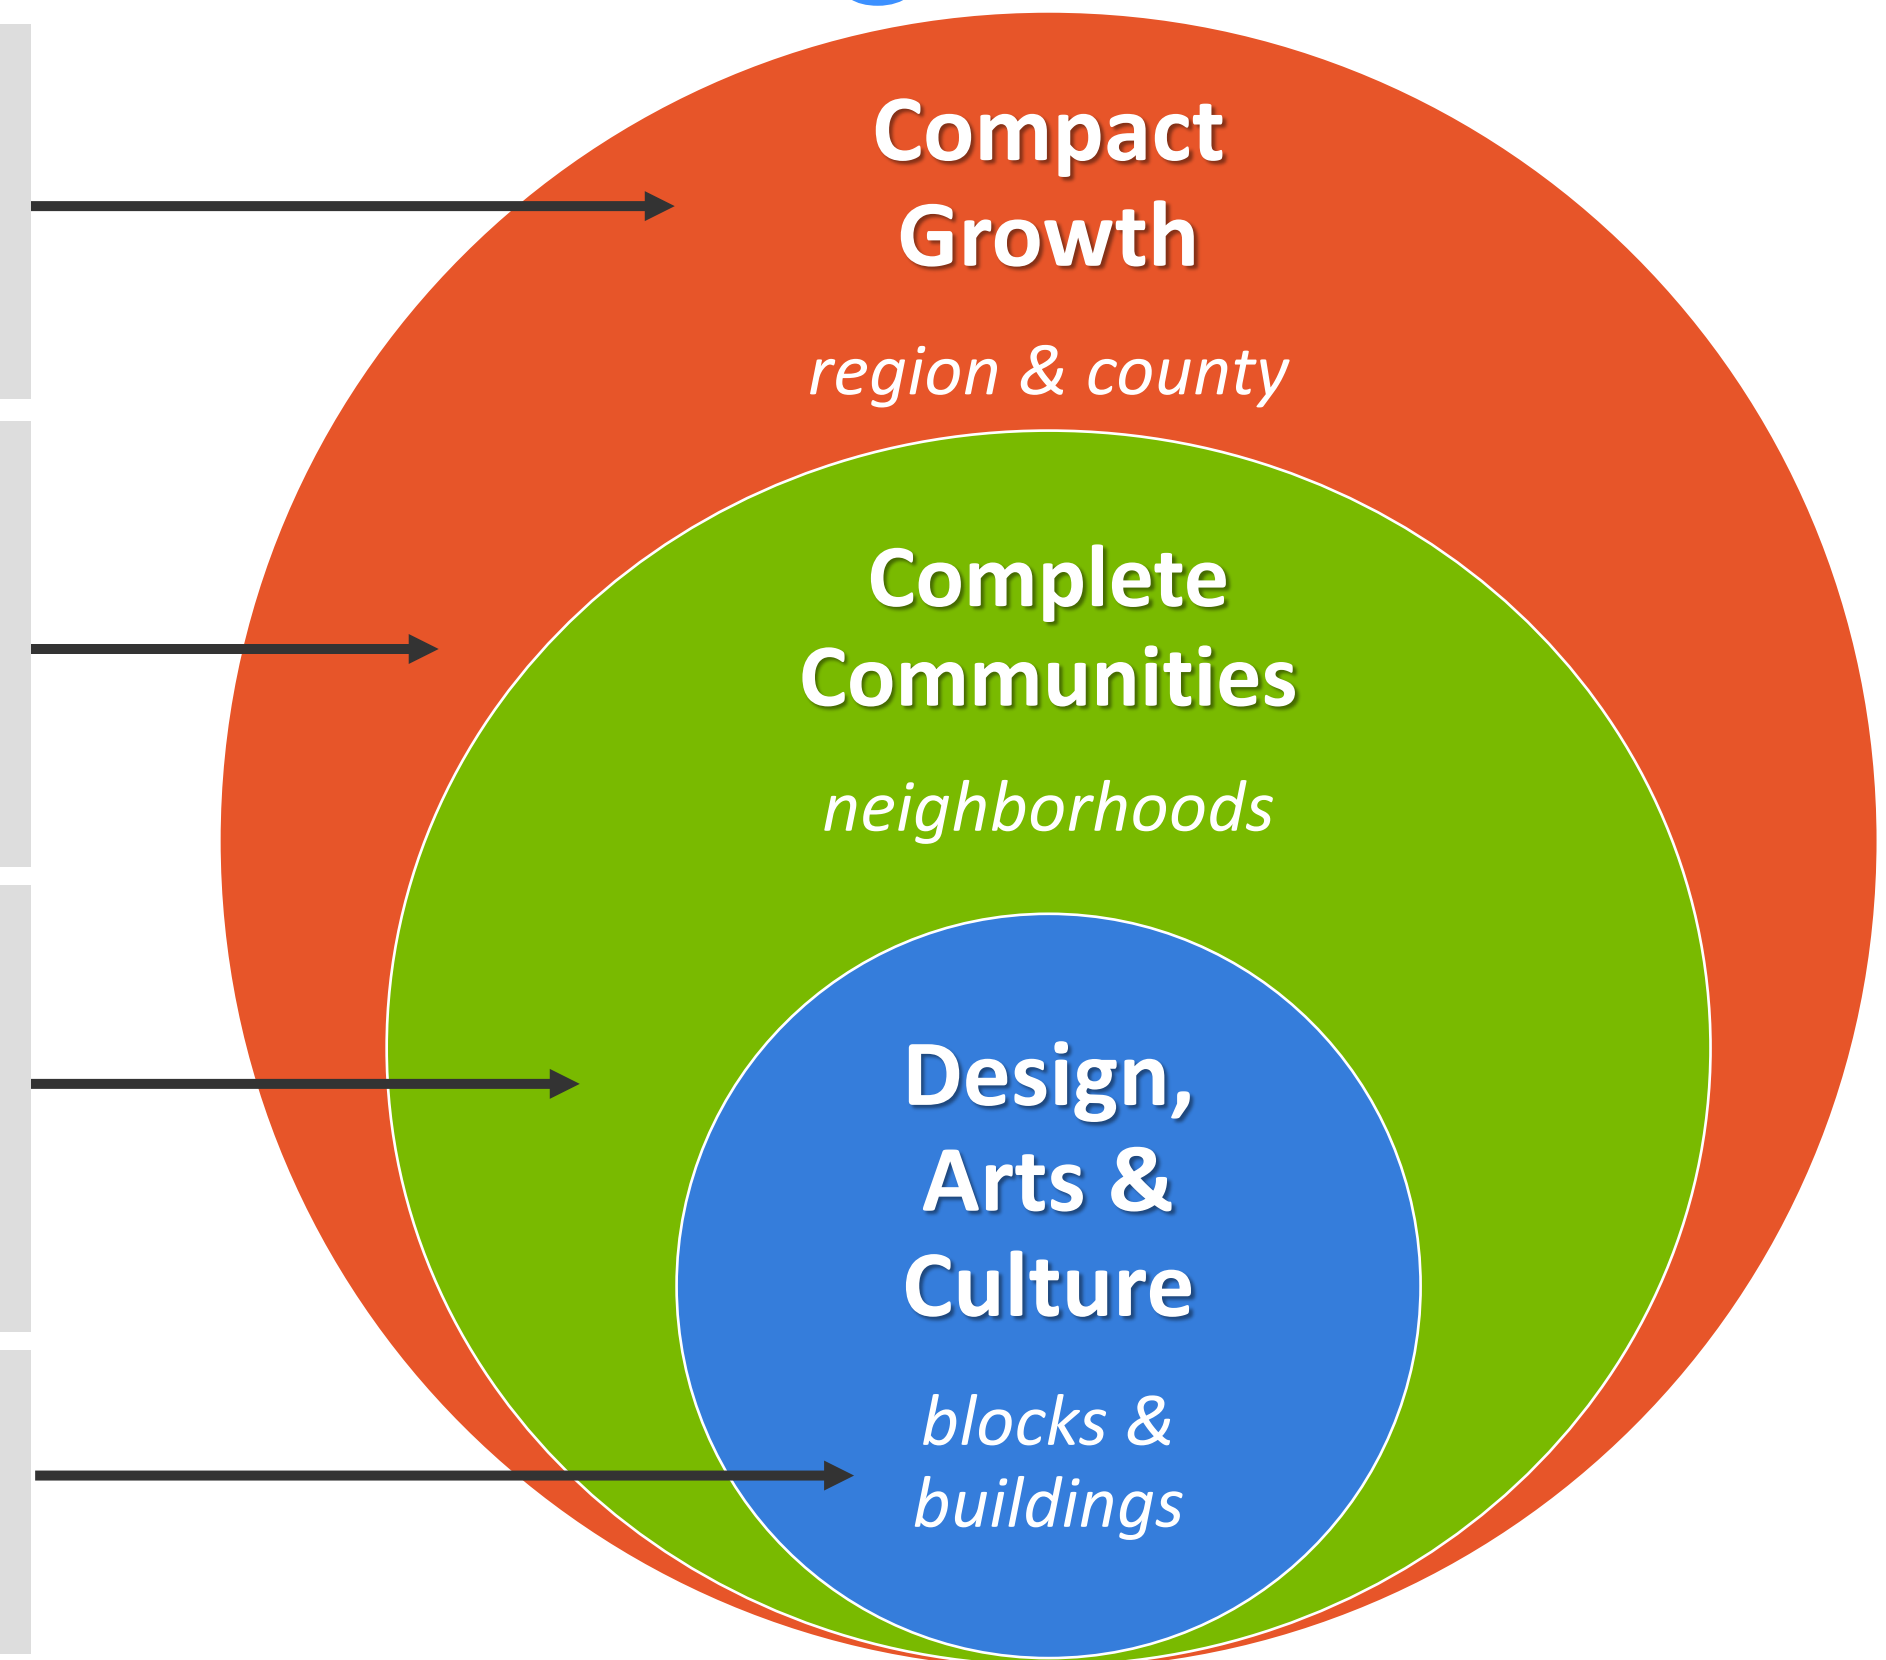 Compact
Growth
region & county
Complete
Communities
neighborhoods
Design,
Arts &
Culture
blocks &
buildings